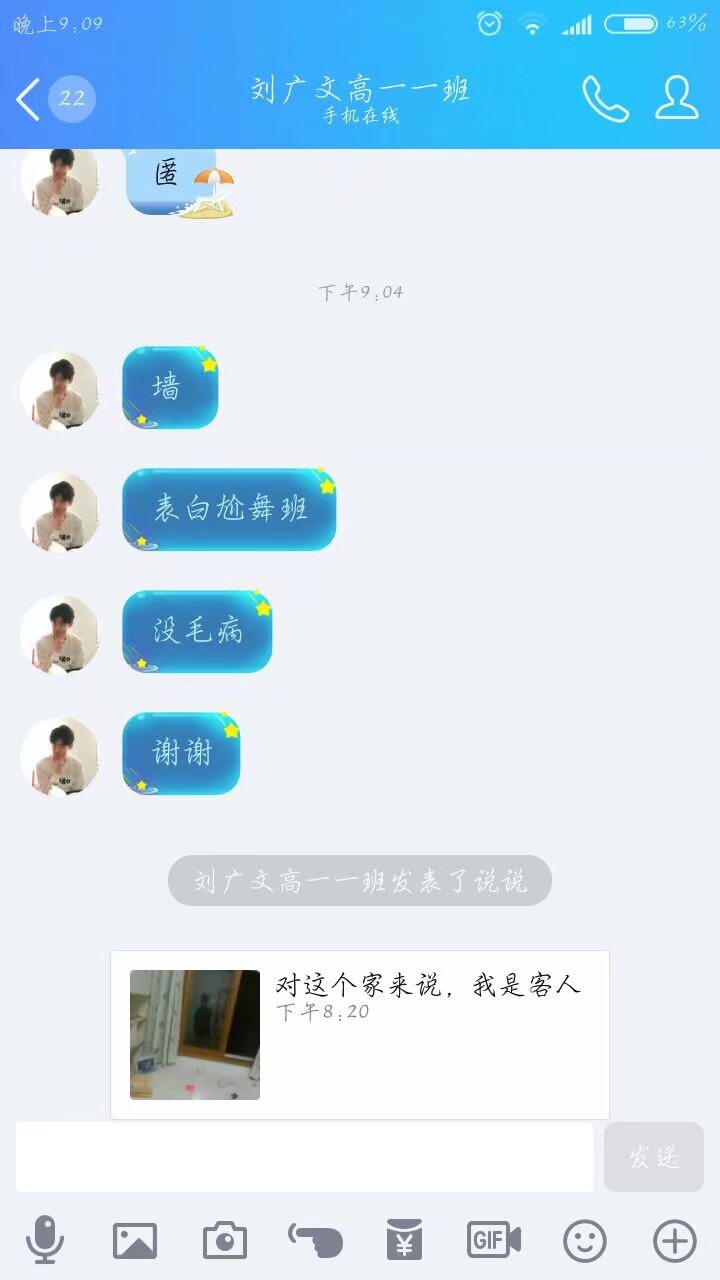 晚上9:09
63%
22
刘广文高一一班
手机在线
匿
下午9:04
墙
表白尬舞班
没毛病
谢谢
刘广文高一一班发表了说说
对这个家来说，我是客人
下午8:20
发送
GIF